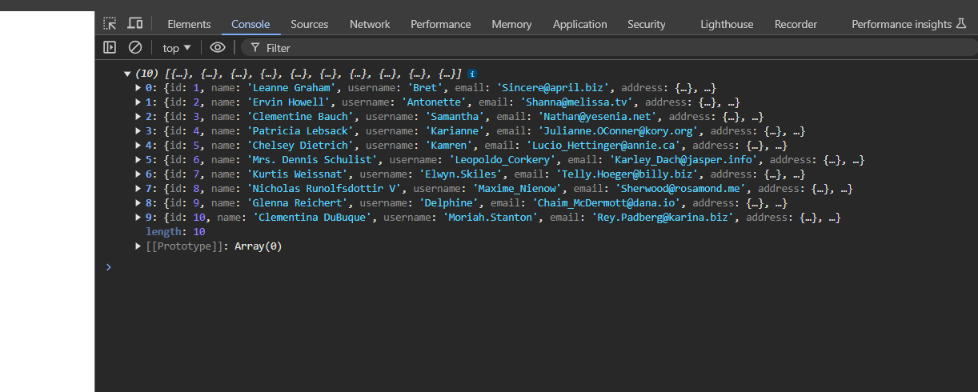 Elements Console Sources Network Performance Memory Application Security Lighthouse Recorder Performance insights
top Filter
(10) [{…}, {…}, {…}, {…}, {…}, {…}, {…}, {…}, {…}, {…}] i
0: {id: 1, name: 'Leanne Graham', username: 'Bret', email: 'Sincere@april.biz', address: {…}, …}
1: {id: 2, name: 'Ervin Howell', username: 'Antonette', email: 'Shanna@melissa.tv', address: {…}, …}
2: {id: 3, name: 'Clementine Bauch', username: 'Samantha', email: 'Nathan@yesenia.net', address: {…}, …}
3: {id: 4, name: 'Patricia Lebsack', username: 'Karianne', email: 'Julianne.OConner@kory.org', address: {…}, …}
4: {id: 5, name: 'Chelsey Dietrich', username: 'Kamren', email: 'Lucio_Hettinger@annie.ca', address: {…}, …}
5: {id: 6, name: 'Mrs. Dennis Schulist', username: 'Leopoldo_Corkery', email: 'Karley_Dach@jasper.info', address: {…}, …}
6: {id: 7, name: 'Kurtis Weissnat', username: 'Elwyn.Skiles', email: 'Telly.Hoeger@billy.biz', address: {…}, …}
7: {id: 8, name: 'Nicholas Runolfsdottir V', username: 'Maxime_Nienow', email: 'Sherwood@rosamond.me', address: {…}, …}
8: {id: 9, name: 'Glenna Reichert', username: 'Delphine', email: 'Chaim_McDermott@dana.io', address: {…}, …}
9: {id: 10, name: 'Clementina DuBuque', username: 'Moriah.Stanton', email: 'Rey.Padberg@karina.biz', address: {…}, …}
length: 10
[[Prototype]]: Array(0)